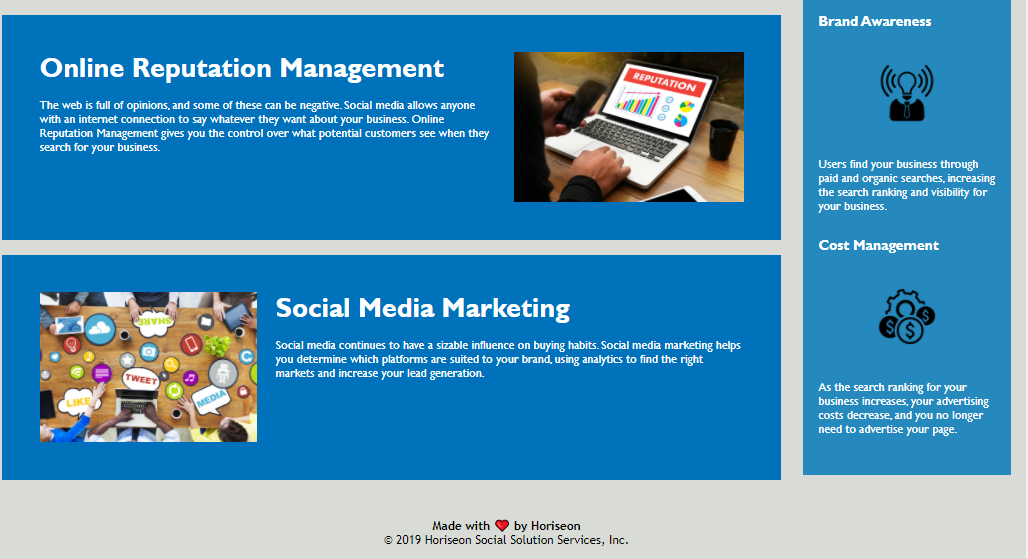 Online Reputation Management
The web is full of opinions, and some of these can be negative. Social media allows anyone
with an internet connection to say whatever they want about your business. Online
Reputation Management gives you the control over what potential customers see when they
search for your business.
REPUTATION
SHARE
TWEET
LIKE
MEDIA
Social Media Marketing
Social media continues to have a sizable influence on buying habits. Social media marketing helps
you determine which platforms are suited to your brand, using analytics to find the right
markets and increase your lead generation.
Brand Awareness
Users find your business through
paid and organic searches, increasing
the search ranking and visibility for
your business.
Cost Management
$
$ $
As the search ranking for your
business increases, your advertising
costs decrease, and you no longer
need to advertise your page.
Made with ❤️ by Horiseon
© 2019 Horiseon Social Solution Services, Inc.